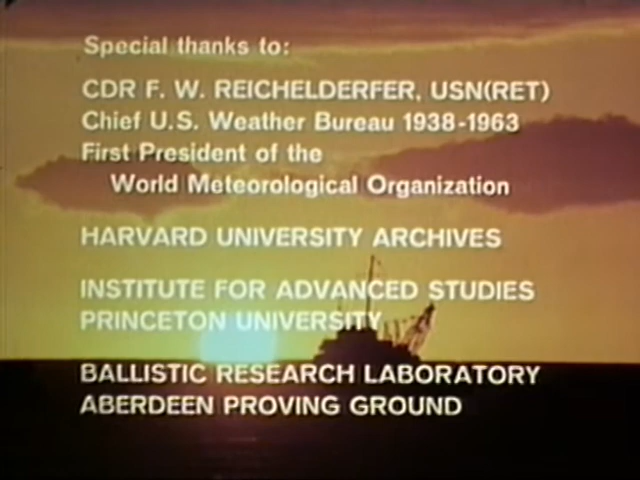 Special thanks to:
CDR F. W. REICHELDERFER, USN(RET)
Chief U.S. Weather Bureau 1938-1963
First President of the
World Meteorological Organization
HARVARD UNIVERSITY ARCHIVES
INSTITUTE FOR ADVANCED STUDIES
PRINCETON UNIVERSITY
BALLISTIC RESEARCH LABORATORY
ABERDEEN PROVING GROUND